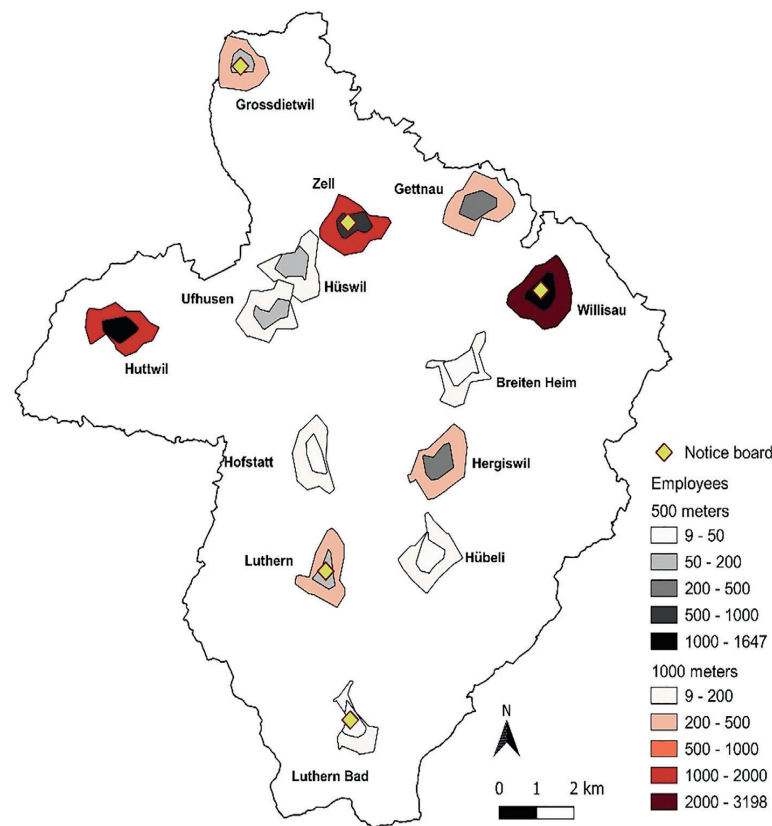 Grossdietwil
Zell
Gettnau
Ufhusen
Hüswil
Willisau
Huttwil
Breiten Heim
Hofstatt
Hergiswil
Luthern
Hübeli
Luthern Bad
Notice board
Employees
500 meters
9 - 50
50 - 200
200 - 500
500 - 1000
1000 - 1647
1000 meters
9 - 200
200 - 500
500 - 1000
1000 - 2000
2000 - 3198
N
0 1 2 km